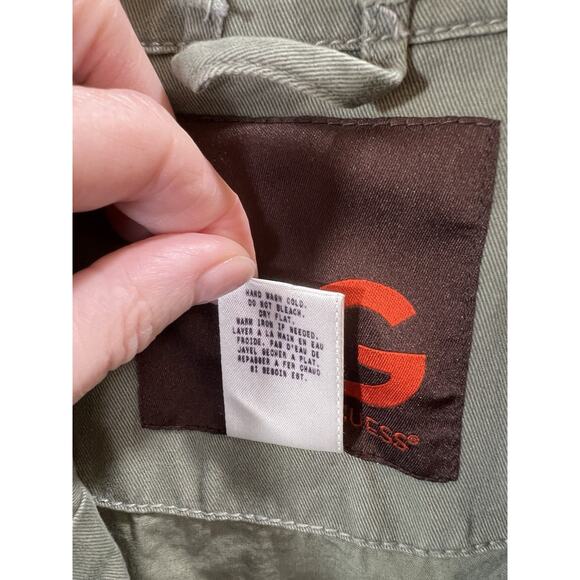 HAND WASH COLD.
DO NOT BLEACH.
DRY FLAT.
WARM IRON IF NEEDED.
LAVER A LA MAIN EN EAU
FROIDE. PAS D'EAU DE
JAVEL SECHER A PLAT.
REPASSER A FER CHAUD
SI BESOIN EST.
G
GUESS®